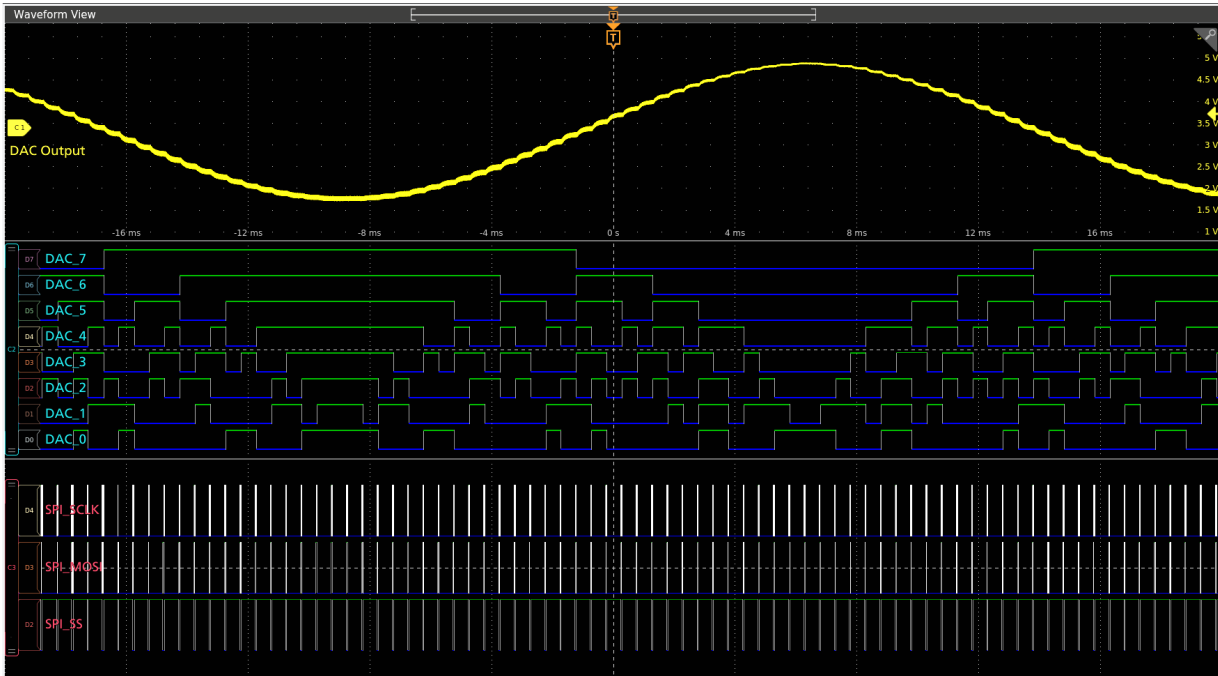 Waveform View
T
T
5
5 V
4.5 V
4 V
C 1
3.5 V
DAC Output
3 V
2.5 V
2 V
1.5 V
-16 ms -12 ms -8 ms -4 ms 0 s 4 ms 8 ms 12 ms 16 ms 1 V
D7 DAC_7
D6 DAC_6
D5 DAC_5
D4 DAC_4
C2
D3 DAC_3
D2 DAC_2
D1 DAC_1
D0 DAC_0
D4 SPI_SCLK
C3 D3 SPI_MOSI
D2 SPI_SS